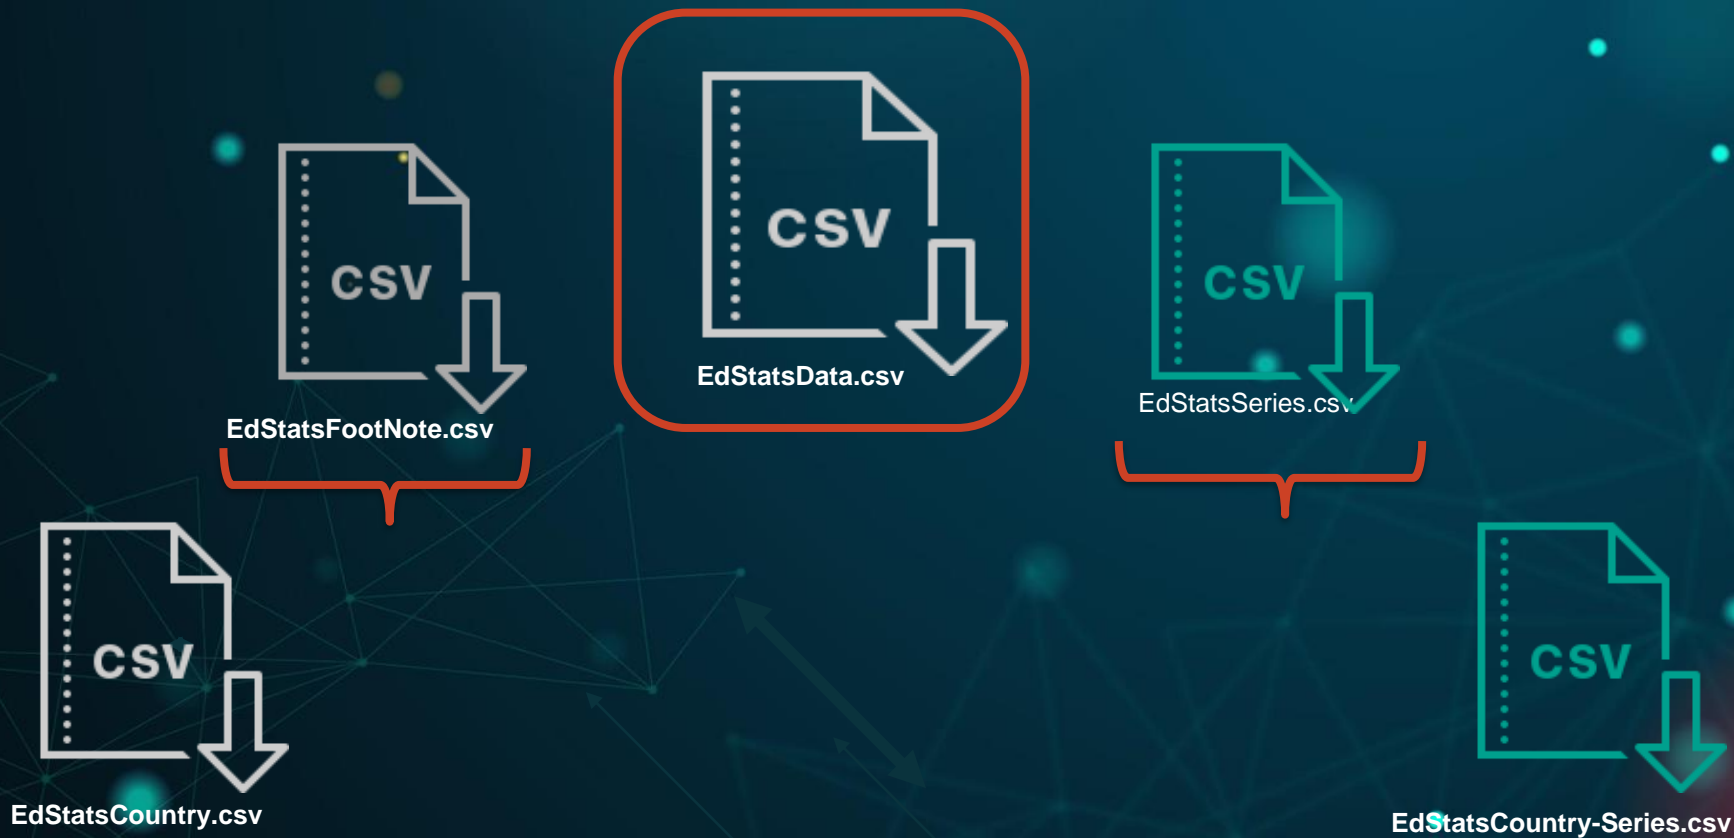 CSV
EdStatsFootNote.csv
CSV
EdStatsData.csv
CSV
EdStatsSeries.csv
CSV
EdStatsCountry.csv
CSV
EdStatsCountry-Series.csv